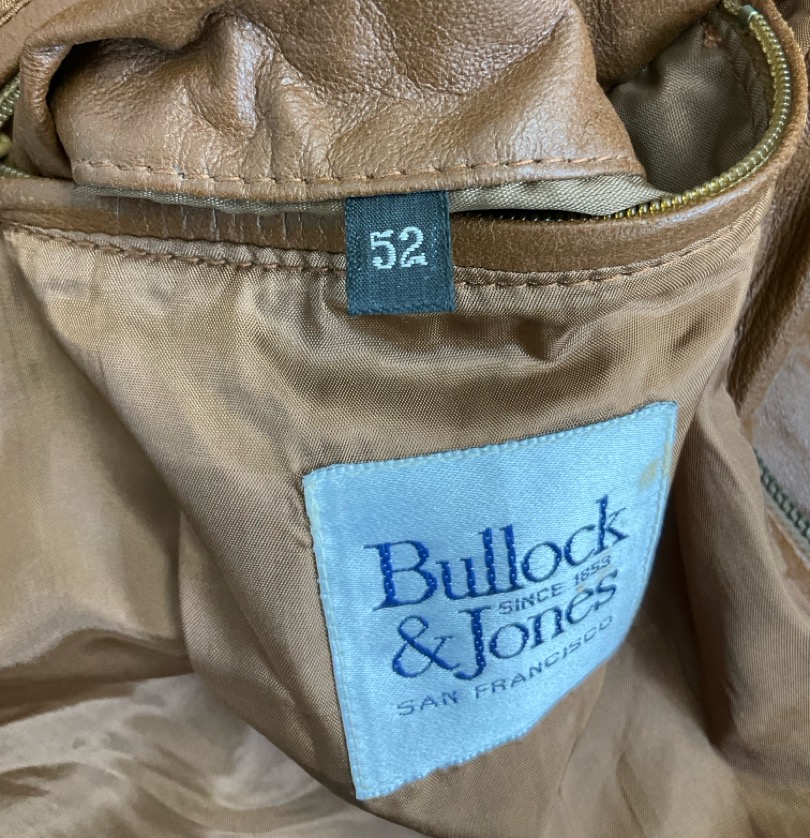 52
Bullock
SINCE 1853
& Jones
SAN FRANCISCO